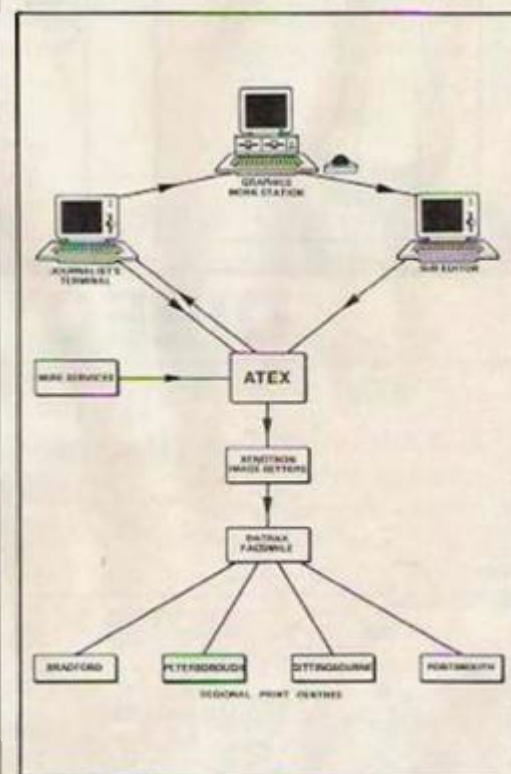 GRAPHICS
WORK STATION
JOURNALIST'S
TERMINAL
SUB EDITOR
WIRE SERVICES
ATEX
XENOTRON
IMAGE SETTERS
FACSIMILE
BRADFORD
PETERBOROUGH
SITTINGBOURNE
PORTSMOUTH
REGIONAL PRINT CENTRES